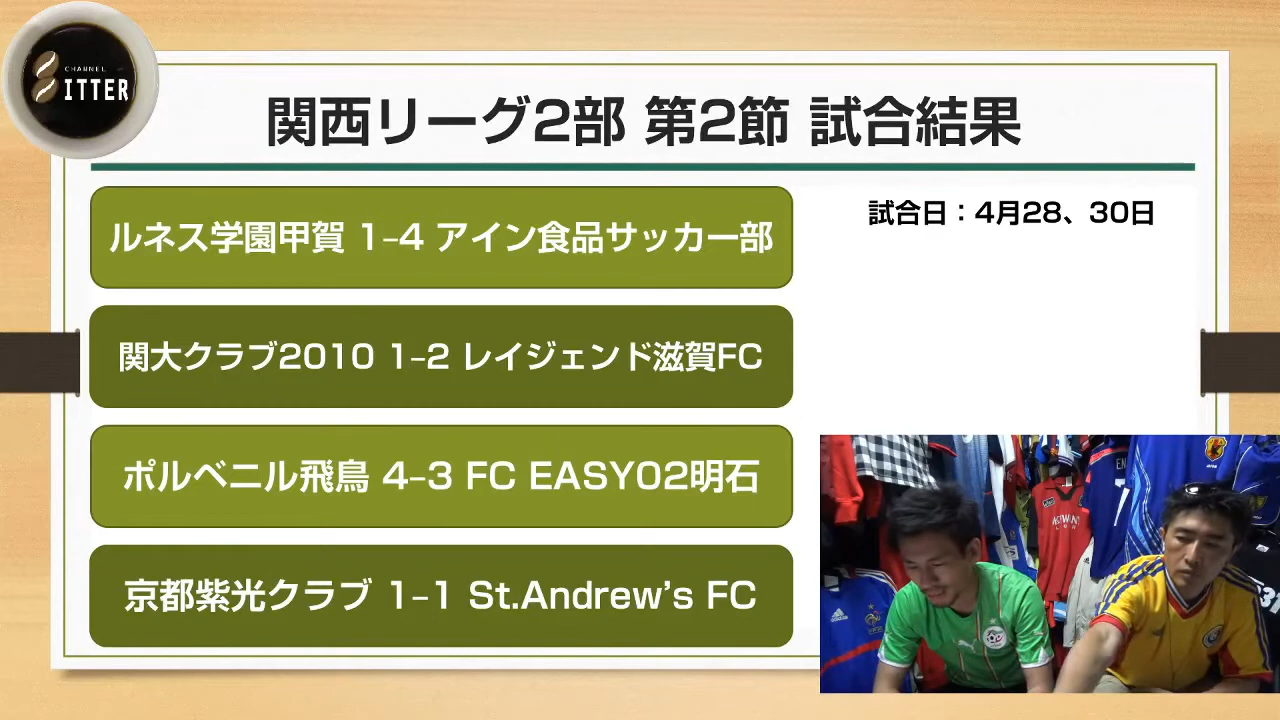 CHANNEL
ITTER
関西リーグ2部 第2節 試合結果
試合日：4月28、30日
ルネス学園甲賀 1-4 アイン食品サッカー部
関大クラブ2010 1-2 レイジェンド滋賀FC
ポルベニル飛鳥 4-3 FC EASY02明石
京都紫光クラブ 1-1 St.Andrew's FC